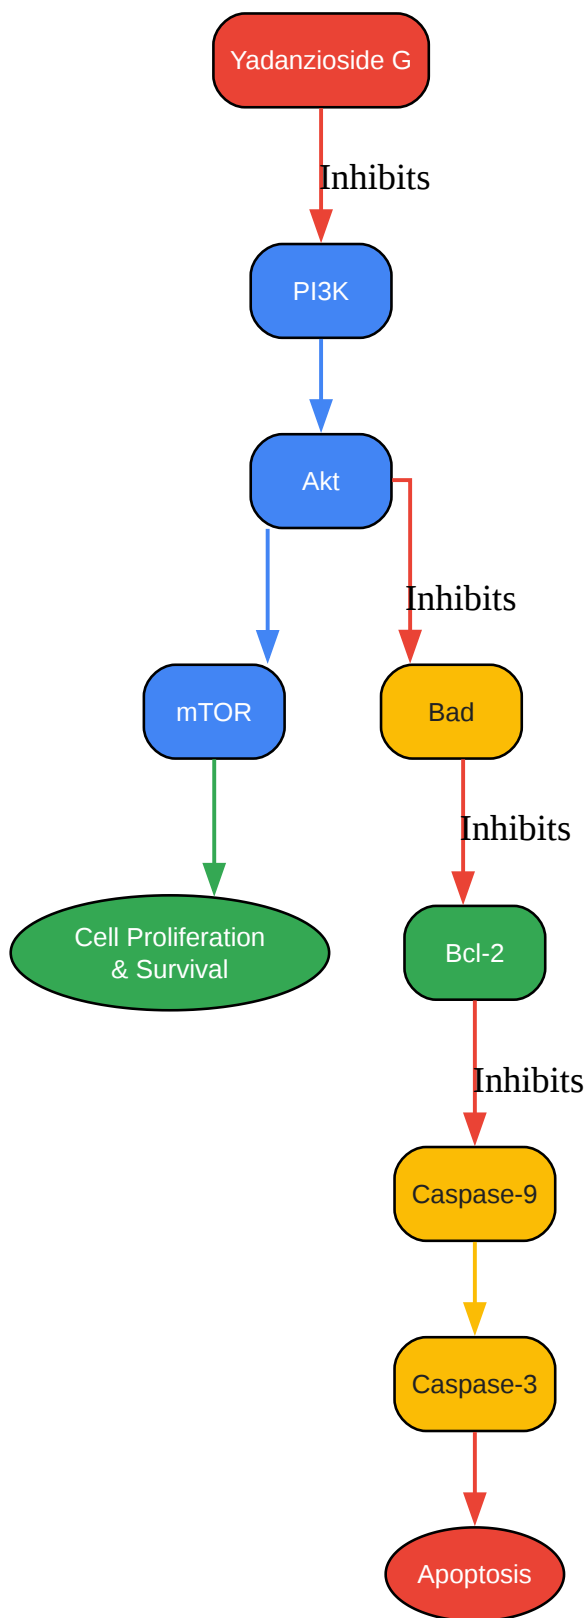 Yadanzioside G
Inhibits
PI3K
Akt
Inhibits
mTOR
Bad
Inhibits
Cell Proliferation
& Survival
Bcl-2
Inhibits
Caspase-9
Caspase-3
Apoptosis